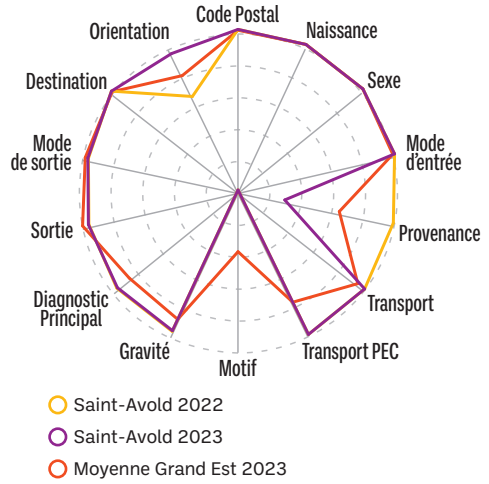 Code Postal
Naissance
Sexe
Mode
d'entrée
Provenance
Transport
Transport PEC
Motif
Gravité
Diagnostic
Principal
Sortie
Mode
de sortie
Destination
Orientation
Saint-Avold 2022
Saint-Avold 2023
Moyenne Grand Est 2023